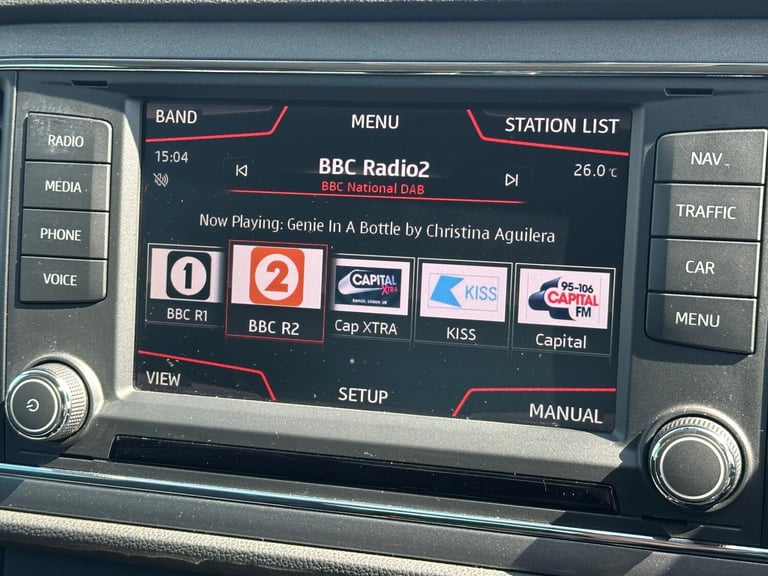 BAND
MENU
STATION LIST
15:04
BBC Radio2
26.0 °C
BBC National DAB
Now Playing: Genie In A Bottle by Christina Aguilera
1
2
CAPITAL
XTRA
KISS
95-106
CAPITAL
FM
BBC R1
BBC R2
Cap XTRA
KISS
Capital
VIEW
SETUP
MANUAL
RADIO
MEDIA
PHONE
VOICE
NAV
TRAFFIC
CAR
MENU